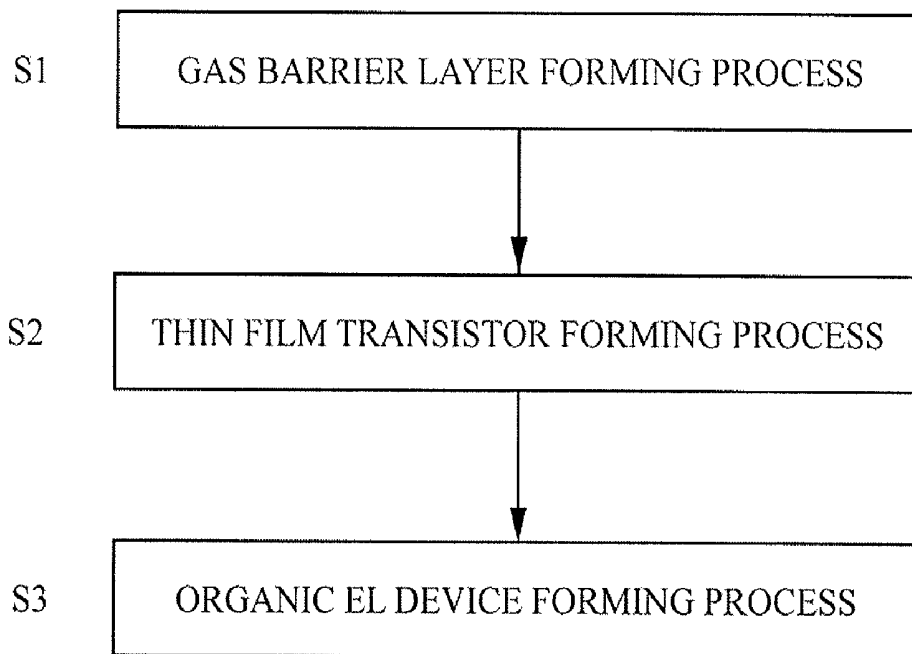 S1 GAS BARRIER LAYER FORMING PROCESS
S2 THIN FILM TRANSISTOR FORMING PROCESS
S3 ORGANIC EL DEVICE FORMING PROCESS